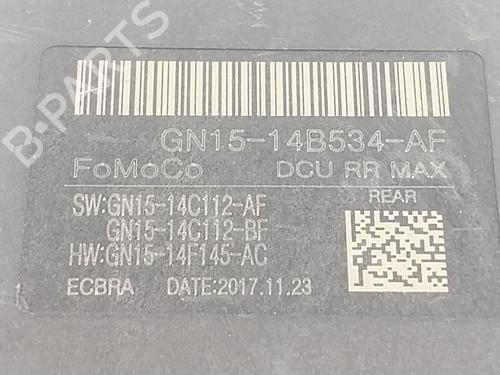 B-PARTS
GN15-14B534-AF
FoMoCo DCU RR MAX
SW:GN15-14C112-AF REAR
GN15-14C112-BF
HW:GN15-14F145-AC
ECBRA DATE:2017.11.23